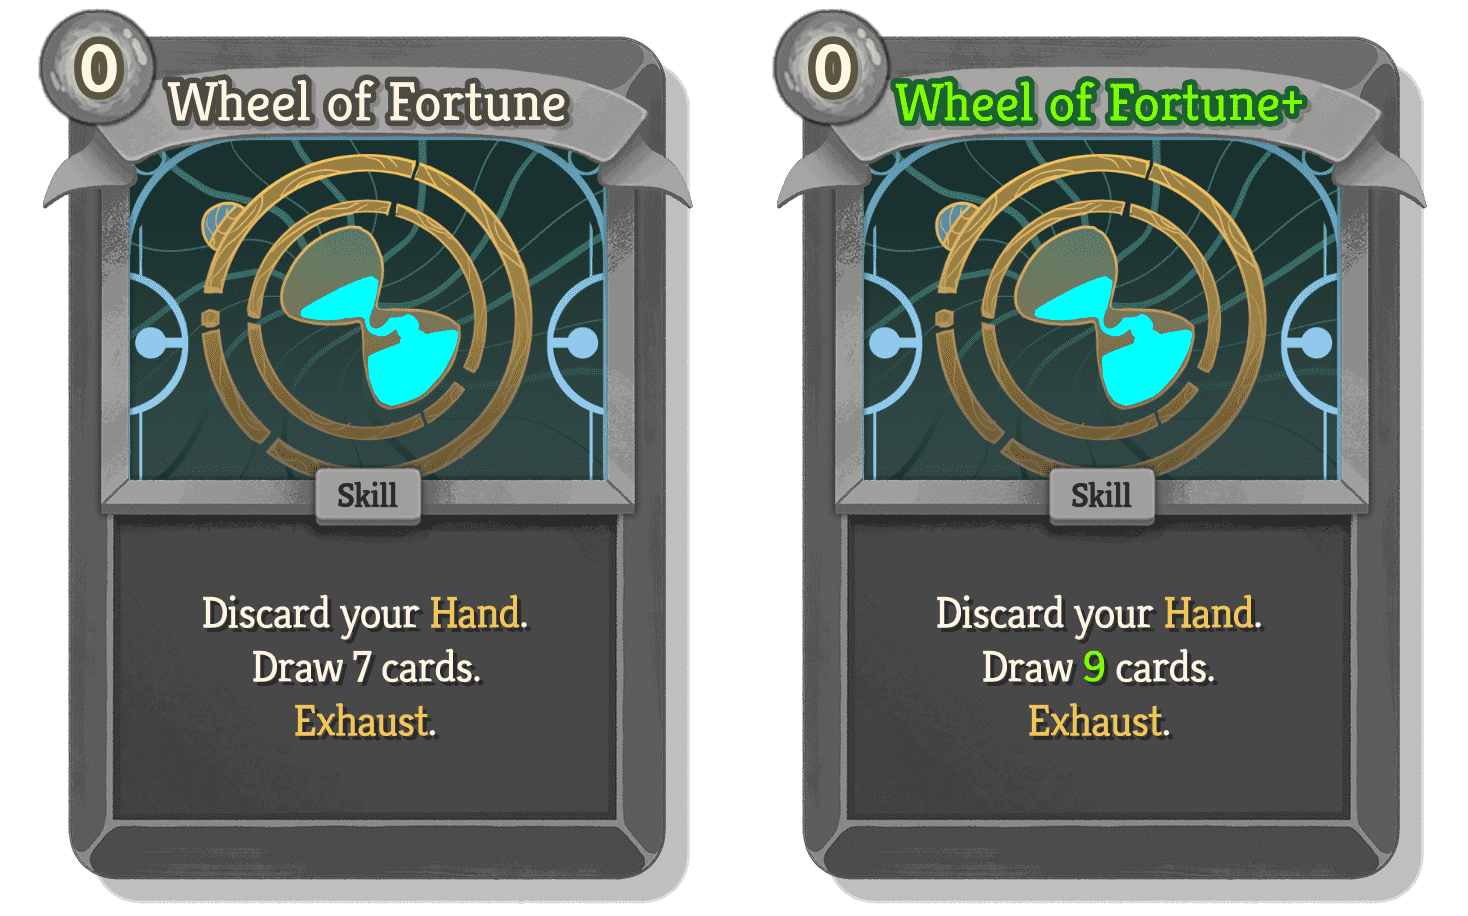 0
Wheel of Fortune
Skill
Discard your Hand.
Draw 7 cards.
Exhaust.
0
Wheel of Fortune+
Skill
Discard your Hand.
Draw 9 cards.
Exhaust.